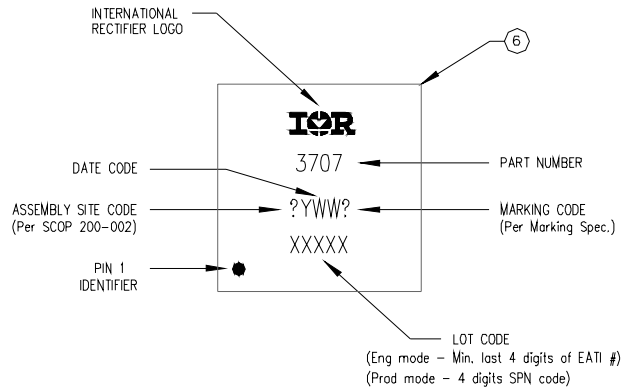 INTERNATIONAL
RECTIFIER LOGO
6
IOR
3707
PART NUMBER
DATE CODE
ASSEMBLY SITE CODE
(Per SCOP 200-002)
?YWW?
MARKING CODE
(Per Marking Spec.)
XXXXX
PIN 1
IDENTIFIER
LOT CODE
(Eng mode - Min. last 4 digits of EATI #)
(Prod mode - 4 digits SPN code)